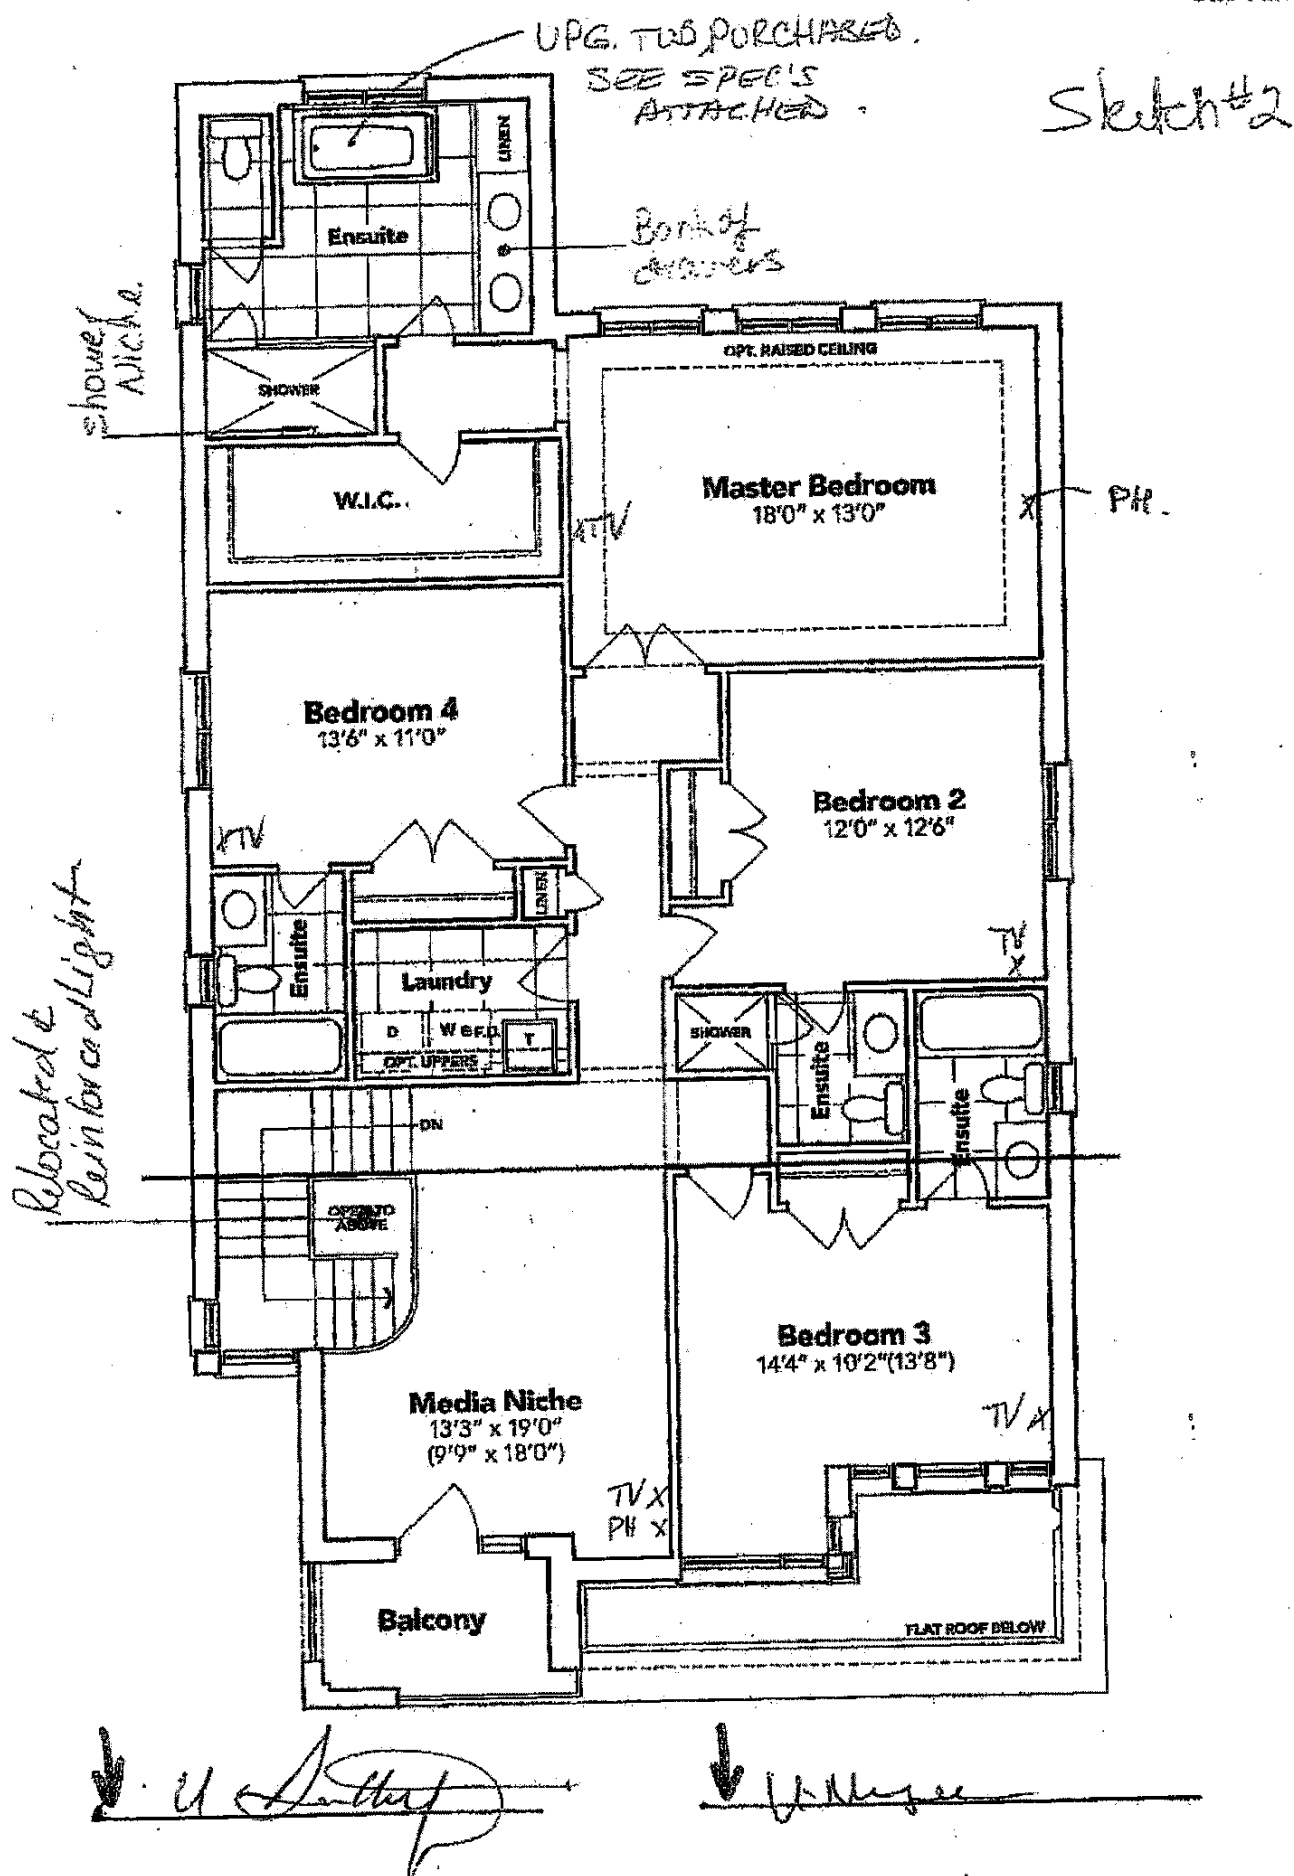 UPG. TUB PURCHASED.
SEE SPEC'S
ATTACHED.
Sketch #2
LINEN
Ensuite
Bank of
drawers
shower
Niche.
OPT. RAISED CEILING
SHOWER
Master Bedroom
18'0" x 13'0"
X PH.
W.I.C.
XTV
Bedroom 4
13'6" x 11'0"
Bedroom 2
12'0" x 12'6"
XTV
LINEN
Relocated &
Reinforced Light
Ensuite
Laundry
TV
X
D
W
F.D.
T
OPT. UPPERS
SHOWER
Ensuite
Ensuite
DN
OPEN TO
ABOVE
Bedroom 3
14'4" x 10'2"(13'8")
Media Niche
13'3" x 19'0"
(9'9" x 18'0")
TV X
TV X
PH X
Balcony
FLAT ROOF BELOW